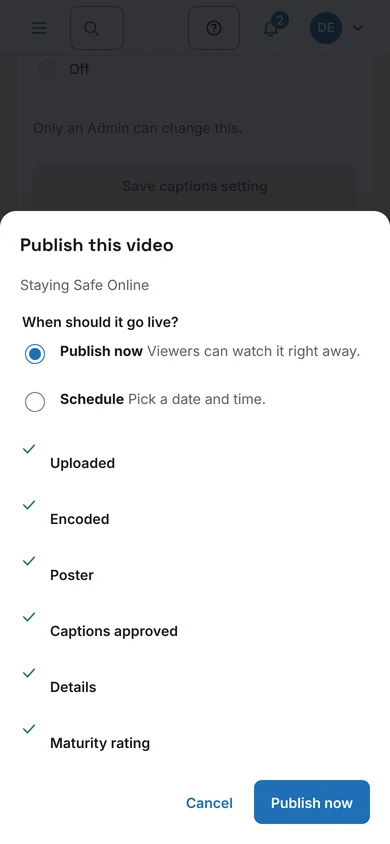 2
DE
Off
Only an Admin can change this.
Save captions setting
Publish this video
Staying Safe Online
When should it go live?
Publish now Viewers can watch it right away.
Schedule Pick a date and time.
Uploaded
Encoded
Poster
Captions approved
Details
Maturity rating
Cancel
Publish now